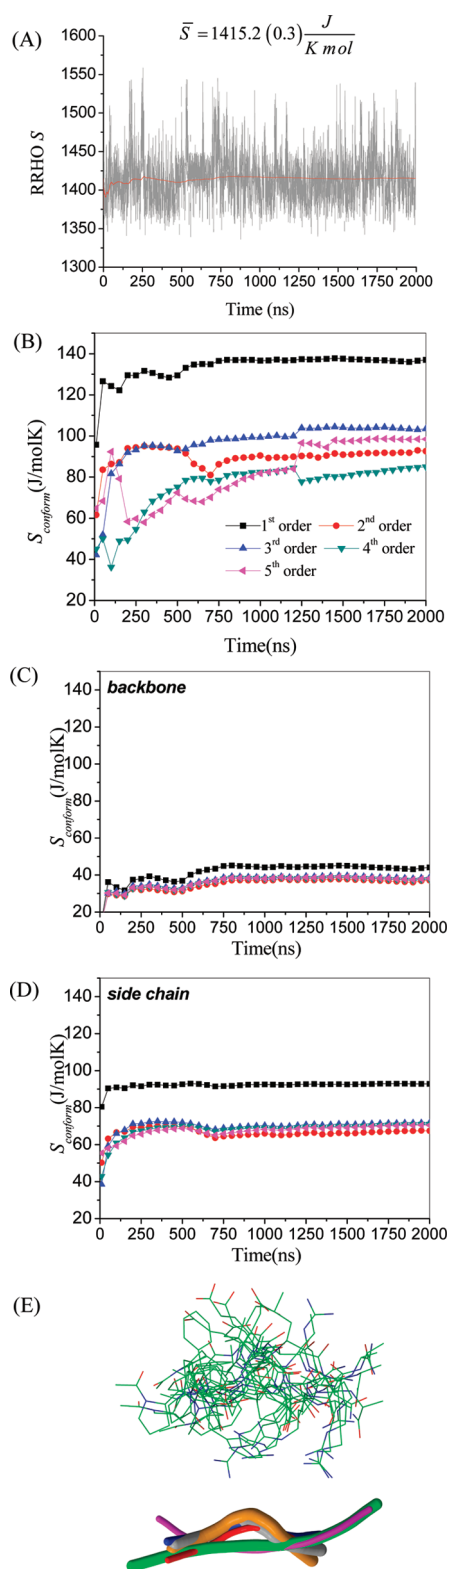 (A)
S̅ = 1415.2 (0.3) J / K mol
1600
1550
1500
1450
1400
1350
1300
RRHO S
0 250 500 750 1000 1250 1500 1750 2000
Time (ns)
(B)
140
120
100
80
60
40
20
S_conform(J/molK)
1st order 2nd order
3rd order 4th order
5th order
0 250 500 750 1000 1250 1500 1750 2000
Time(ns)
(C)
backbone
140
120
100
80
60
40
20
S_conform(J/molK)
0 250 500 750 1000 1250 1500 1750 2000
Time(ns)
(D)
side chain
140
120
100
80
60
40
20
S_conform(J/molK)
0 250 500 750 1000 1250 1500 1750 2000
Time(ns)
(E)